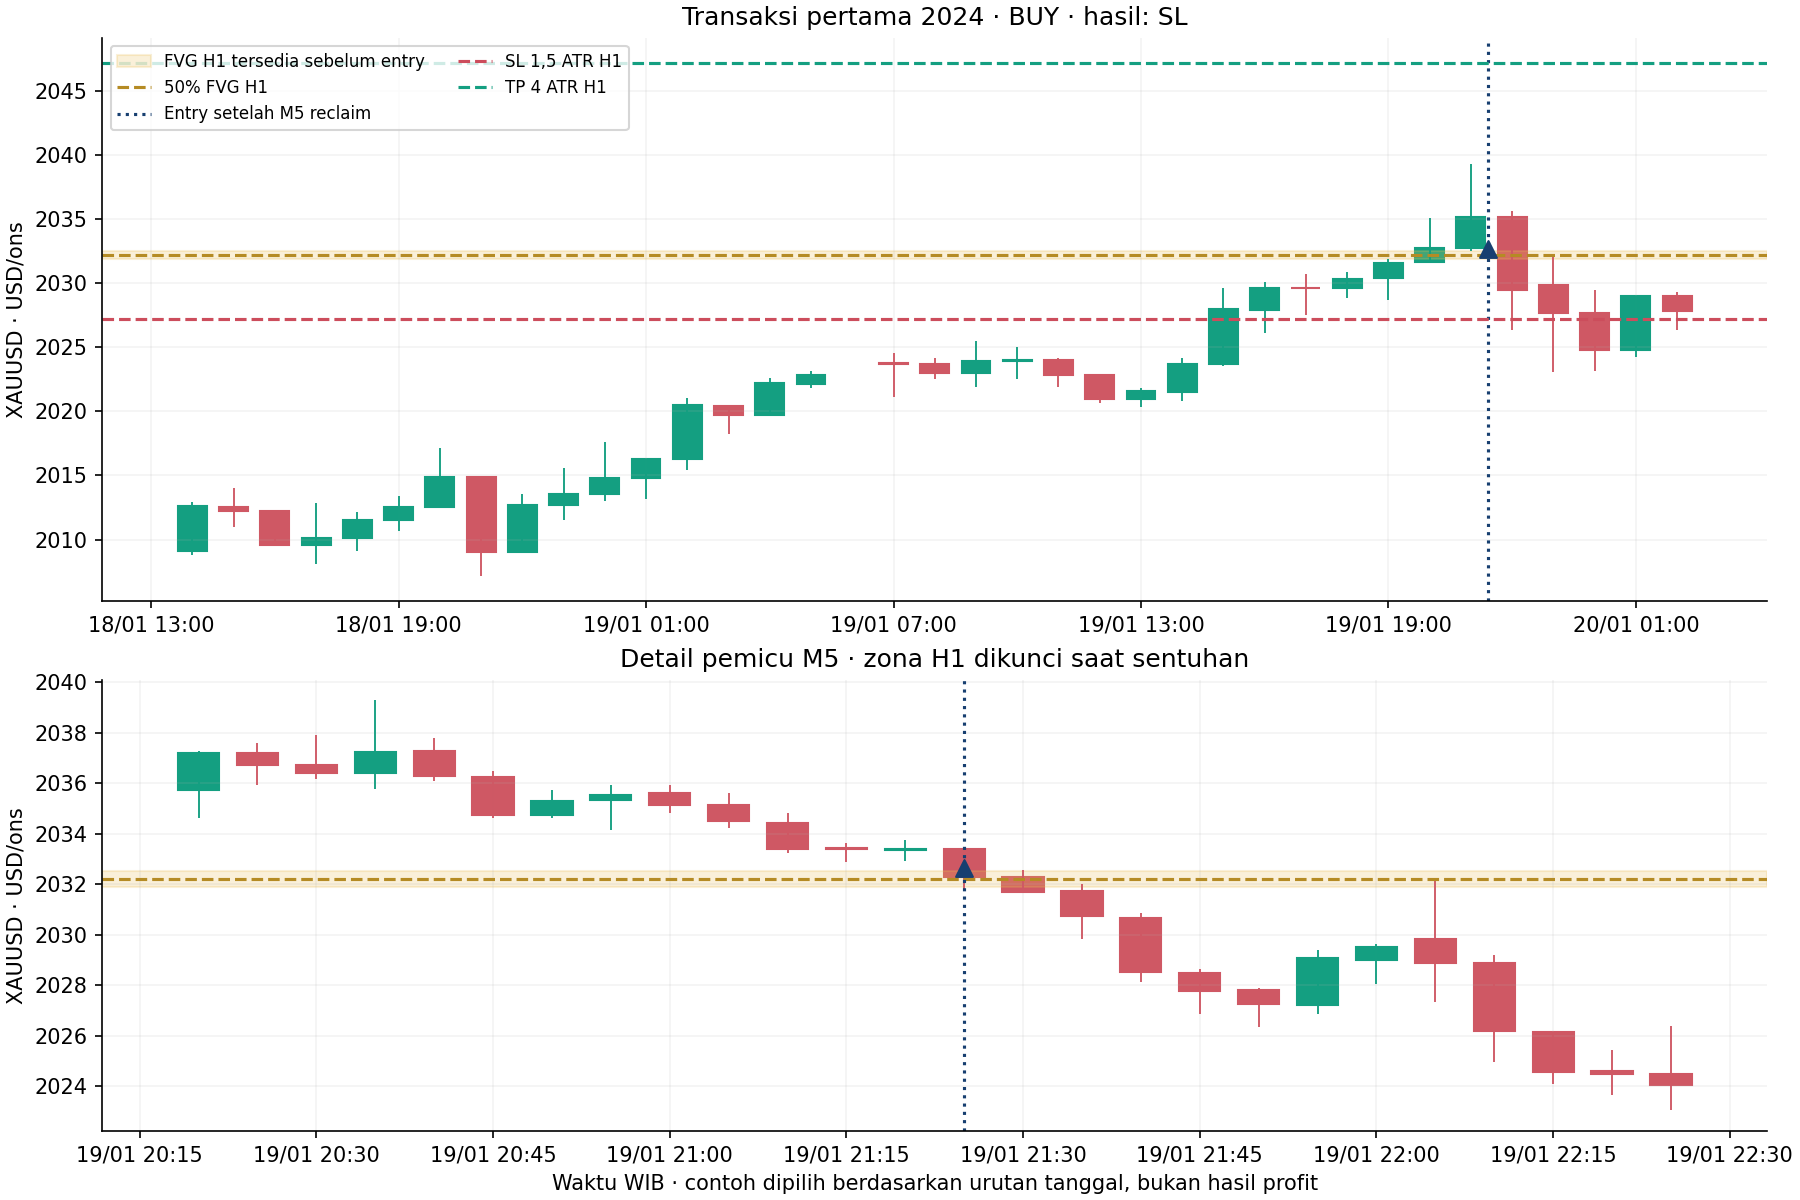 Transaksi pertama 2024 · BUY · hasil: SL
FVG H1 tersedia sebelum entry
50% FVG H1
Entry setelah M5 reclaim
SL 1,5 ATR H1
TP 4 ATR H1
XAUUSD · USD/ons
2045
2040
2035
2030
2025
2020
2015
2010
18/01 13:00 18/01 19:00 19/01 01:00 19/01 07:00 19/01 13:00 19/01 19:00 20/01 01:00
Detail pemicu M5 · zona H1 dikunci saat sentuhan
XAUUSD · USD/ons
2040
2038
2036
2034
2032
2030
2028
2026
2024
19/01 20:15 19/01 20:30 19/01 20:45 19/01 21:00 19/01 21:15 19/01 21:30 19/01 21:45 19/01 22:00 19/01 22:15 19/01 22:30
Waktu WIB · contoh dipilih berdasarkan urutan tanggal, bukan hasil profit